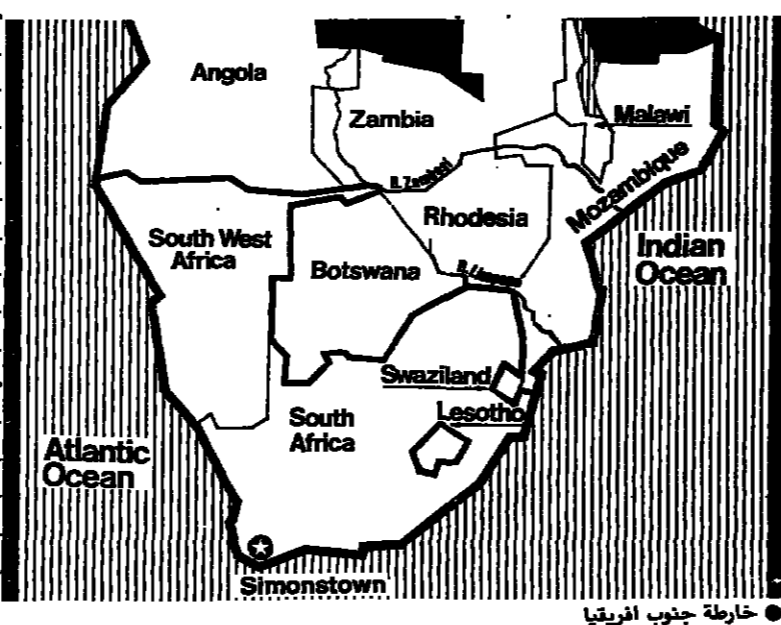 Angola
Zambia
Malawi
R. Zambezi
Mozambique
Rhodesia
South West
Africa
Botswana
R. Limpopo
Indian
Ocean
Swaziland
Lesotho
South
Africa
Atlantic
Ocean
Simonstown
● خارطة جنوب افريقيا